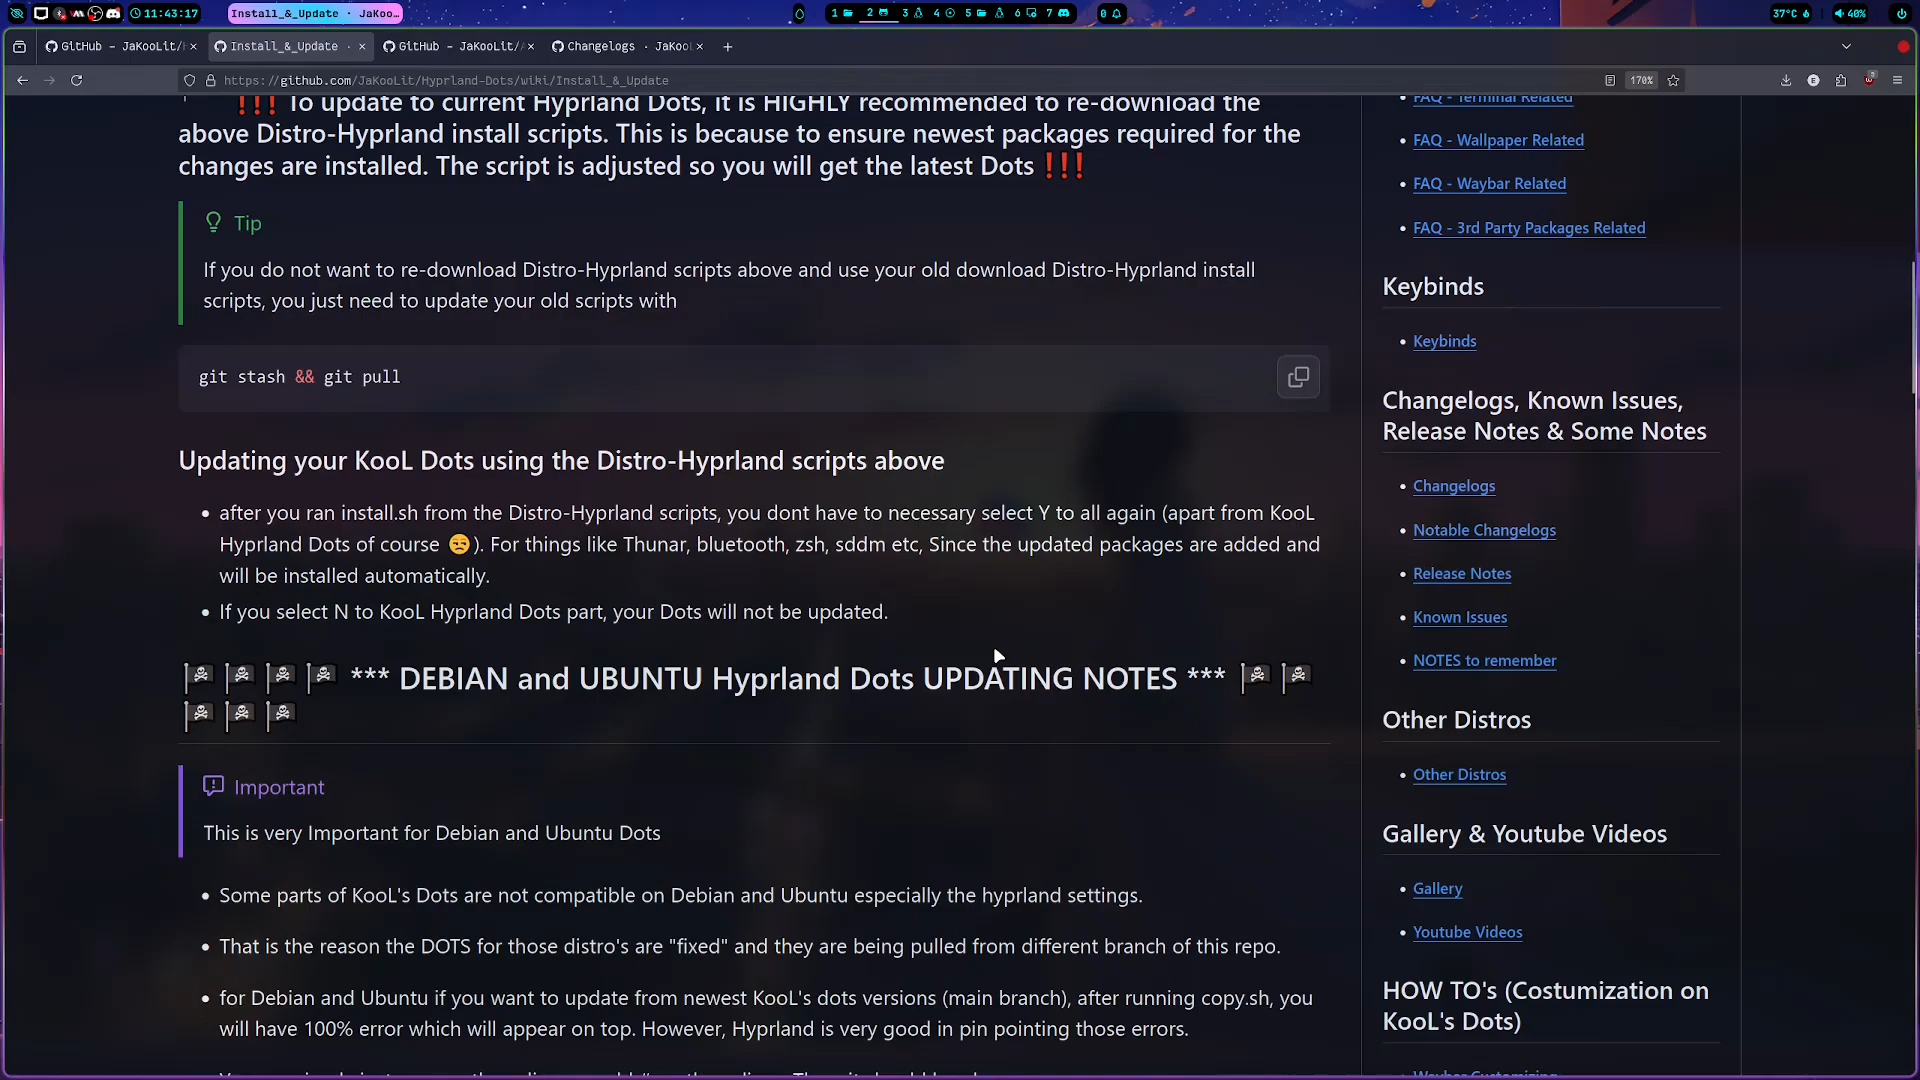 11:43:17
Install_&_Update · JaKoo…
1 2 3 4 5 6 7 0
37°C
40%
GitHub - JaKooLit/H ×
Install_&_Update · ×
GitHub - JaKooLit/ ×
Changelogs · JaKooL ×
+
https://github.com/JaKooLit/Hyprland-Dots/wiki/Install_&_Update
170%
‼❗ To update to current Hyprland Dots, it is HIGHLY recommended to re-download the
above Distro-Hyprland install scripts. This is because to ensure newest packages required for the
changes are installed. The script is adjusted so you will get the latest Dots ❗❗❗
Tip
If you do not want to re-download Distro-Hyprland scripts above and use your old download Distro-Hyprland install
scripts, you just need to update your old scripts with
git stash && git pull
Updating your KooL Dots using the Distro-Hyprland scripts above
• after you ran install.sh from the Distro-Hyprland scripts, you dont have to necessary select Y to all again (apart from KooL
Hyprland Dots of course 😒). For things like Thunar, bluetooth, zsh, sddm etc, Since the updated packages are added and
will be installed automatically.
• If you select N to KooL Hyprland Dots part, your Dots will not be updated.
🏴‍☠️ 🏴‍☠️ 🏴‍☠️ 🏴‍☠️ *** DEBIAN and UBUNTU Hyprland Dots UPDATING NOTES *** 🏴‍☠️ 🏴‍☠️
🏴‍☠️ 🏴‍☠️ 🏴‍☠️
Important
This is very Important for Debian and Ubuntu Dots
• Some parts of KooL's Dots are not compatible on Debian and Ubuntu especially the hyprland settings.
• That is the reason the DOTS for those distro's are "fixed" and they are being pulled from different branch of this repo.
• for Debian and Ubuntu if you want to update from newest KooL's dots versions (main branch), after running copy.sh, you
will have 100% error which will appear on top. However, Hyprland is very good in pin pointing those errors.
• FAQ - Terminal Related
• FAQ - Wallpaper Related
• FAQ - Waybar Related
• FAQ - 3rd Party Packages Related
Keybinds
• Keybinds
Changelogs, Known Issues,
Release Notes & Some Notes
• Changelogs
• Notable Changelogs
• Release Notes
• Known Issues
• NOTES to remember
Other Distros
• Other Distros
Gallery & Youtube Videos
• Gallery
• Youtube Videos
HOW TO's (Costumization on
KooL's Dots)